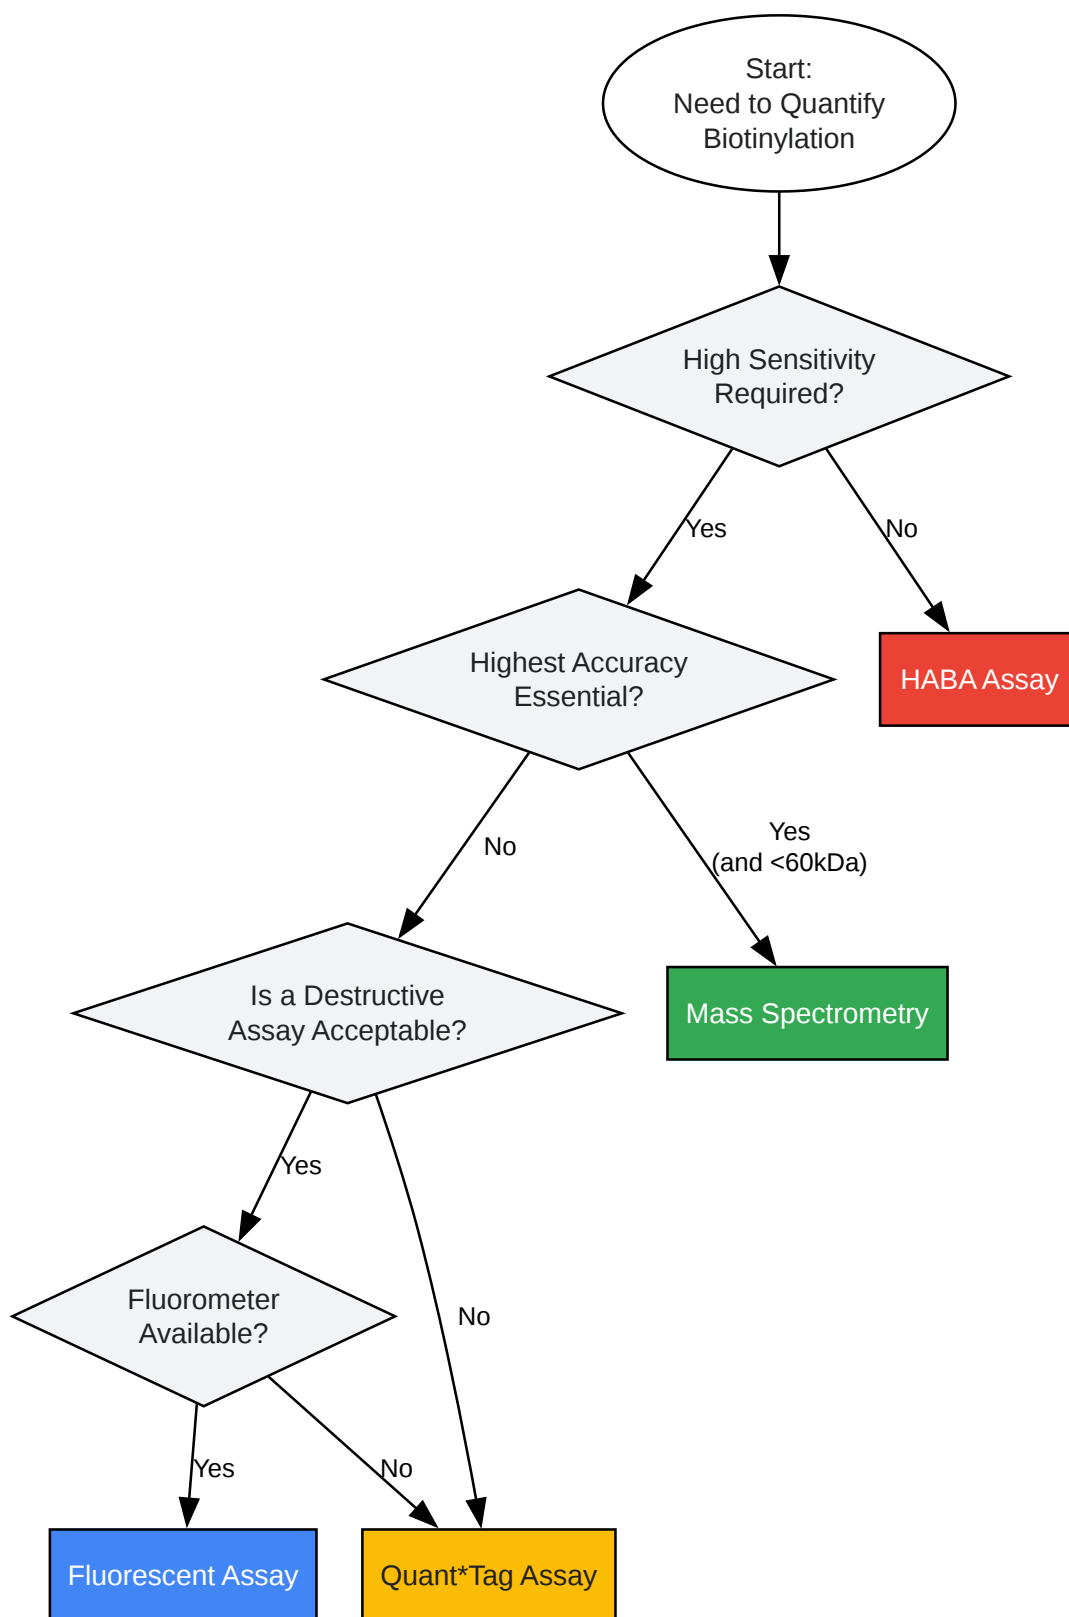 Start:
Need to Quantify
Biotinylation
High Sensitivity
Required?
Yes
No
Highest Accuracy
Essential?
HABA Assay
No
Yes
(and <60kDa)
Is a Destructive
Assay Acceptable?
Mass Spectrometry
Yes
No
Fluorometer
Available?
Yes
No
Fluorescent Assay
Quant*Tag Assay